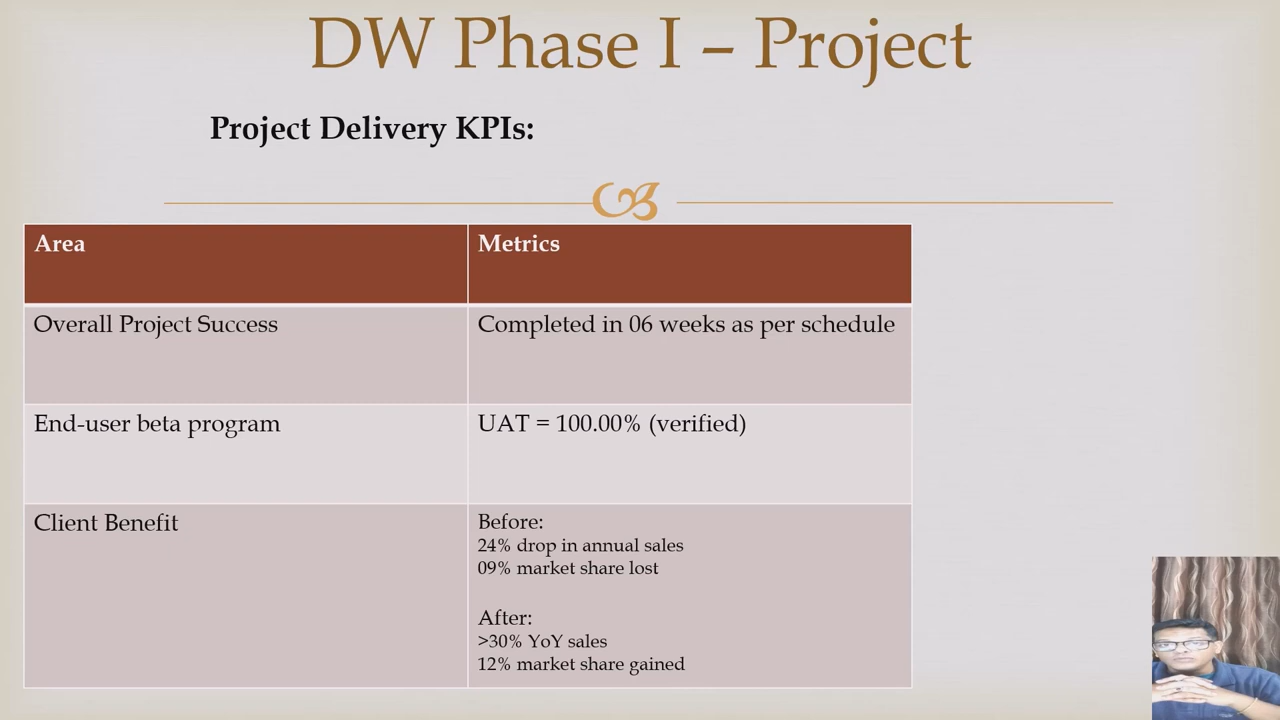 DW Phase I – Project
Project Delivery KPIs:
Area
Metrics
Overall Project Success
Completed in 06 weeks as per schedule
End-user beta program
UAT = 100.00% (verified)
Client Benefit
Before:
24% drop in annual sales
09% market share lost
After:
>30% YoY sales
12% market share gained